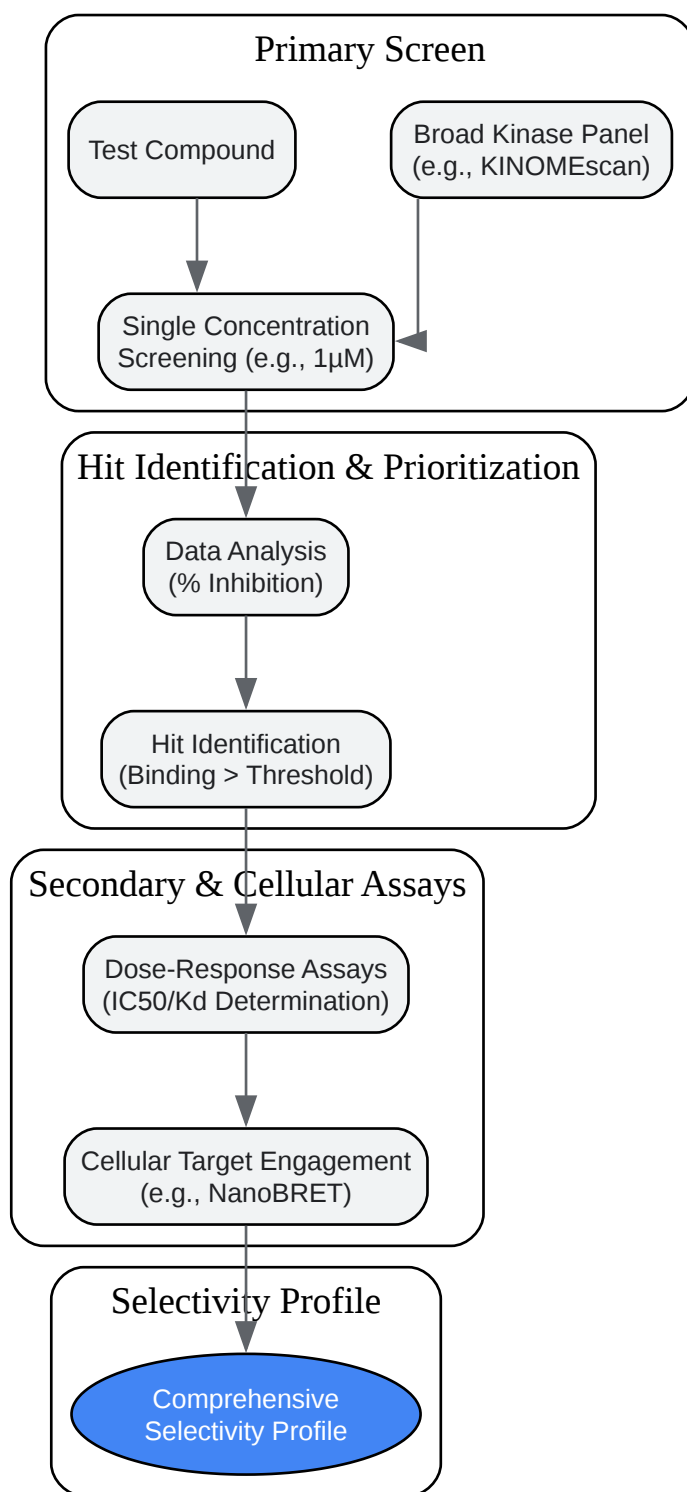 Primary Screen
Test Compound
Broad Kinase Panel
(e.g., KINOMEscan)
Single Concentration
Screening (e.g., 1µM)
Hit Identification & Prioritization
Data Analysis
(% Inhibition)
Hit Identification
(Binding > Threshold)
Secondary & Cellular Assays
Dose-Response Assays
(IC50/Kd Determination)
Cellular Target Engagement
(e.g., NanoBRET)
Selectivity Profile
Comprehensive
Selectivity Profile